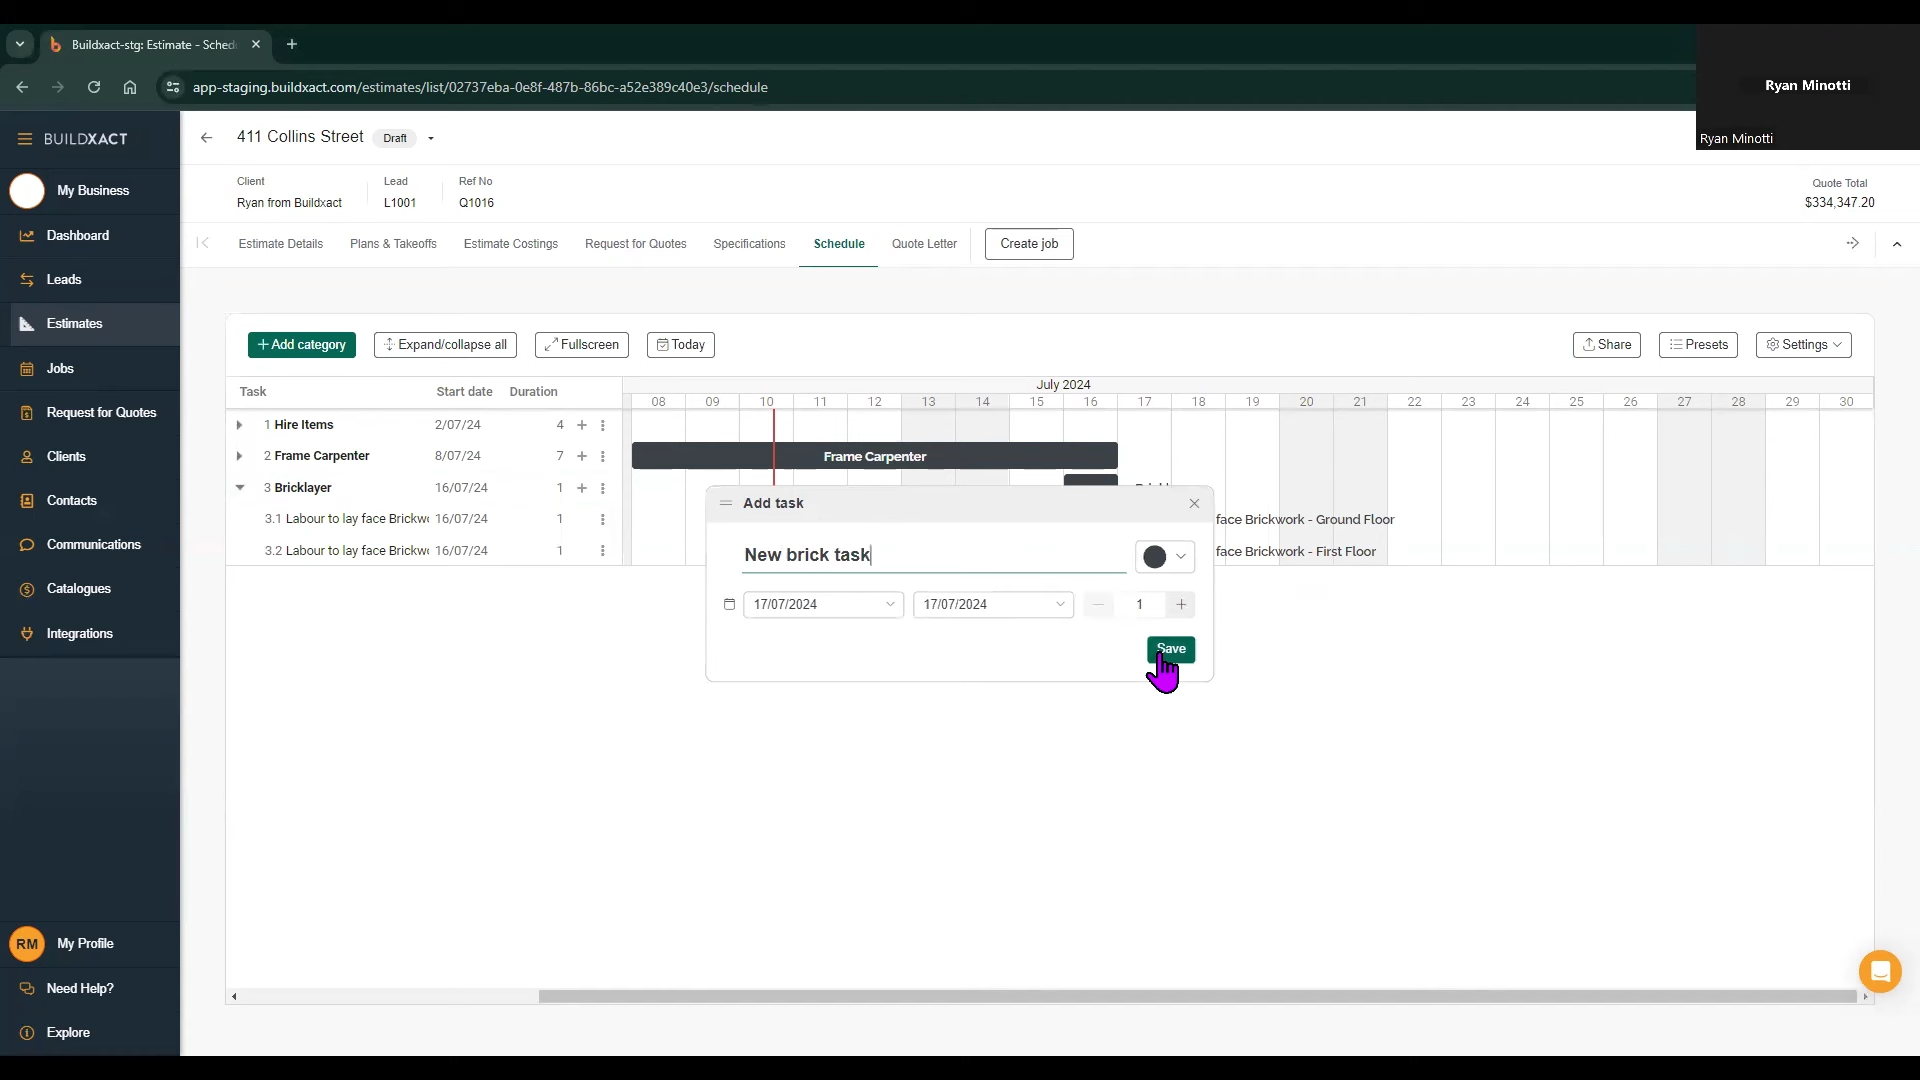 Buildxact-stg: Estimate - Sched
app-staging.buildxact.com/estimates/list/02737eba-0e8f-487b-86bc-a52e389c40e3/schedule
Ryan Minotti
Ryan Minotti
BUILDXACT
My Business
Dashboard
Leads
Estimates
Jobs
Request for Quotes
Clients
Contacts
Communications
Catalogues
Integrations
RM My Profile
Need Help?
Explore
411 Collins Street Draft
Client Lead Ref No
Ryan from Buildxact L1001 Q1016
Quote Total
$334,347.20
Estimate Details Plans & Takeoffs Estimate Costings Request for Quotes Specifications Schedule Quote Letter Create job
+ Add category Expand/collapse all Fullscreen Today Share Presets Settings
Task Start date Duration
July 2024
08 09 10 11 12 13 14 15 16 17 18 19 20 21 22 23 24 25 26 27 28 29 30
1 Hire Items 2/07/24 4 +
2 Frame Carpenter 8/07/24 7 + Frame Carpenter
3 Bricklayer 16/07/24 1 +
3.1 Labour to lay face Brickwo 16/07/24 1 face Brickwork - Ground Floor
3.2 Labour to lay face Brickwo 16/07/24 1 face Brickwork - First Floor
Add task
New brick task
17/07/2024 17/07/2024 − 1 +
Save